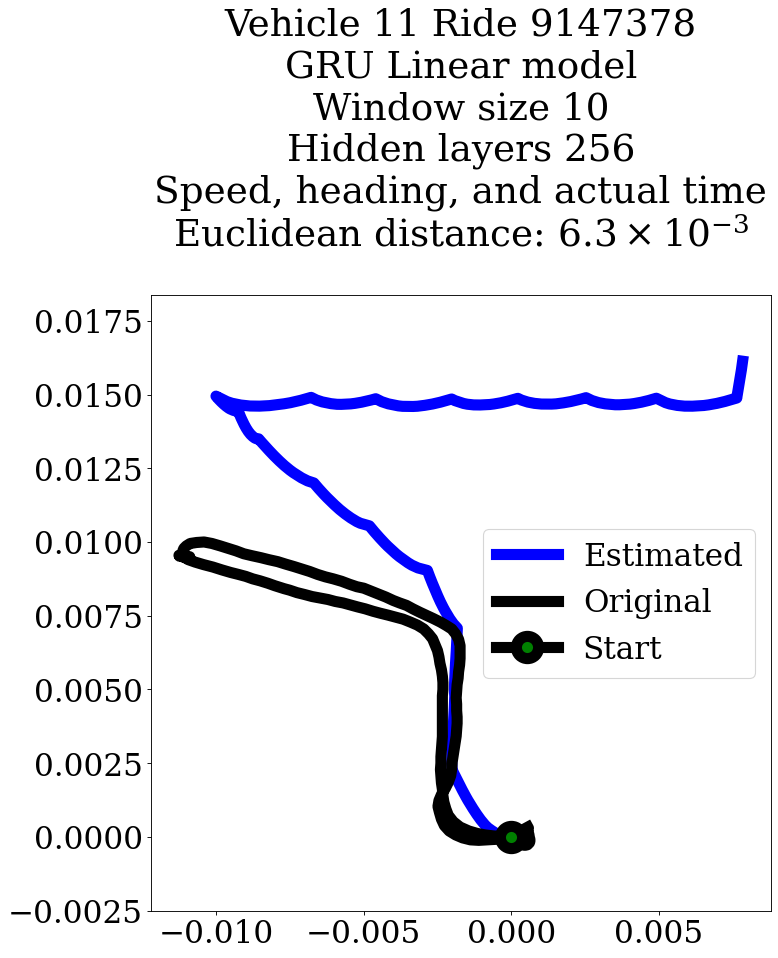 Vehicle 11 Ride 9147378
GRU Linear model
Window size 10
Hidden layers 256
Speed, heading, and actual time
Euclidean distance: 6.3 × 10⁻³
0.0175
0.0150
0.0125
0.0100
0.0075
0.0050
0.0025
0.0000
−0.0025
Estimated
Original
Start
−0.010 −0.005 0.000 0.005